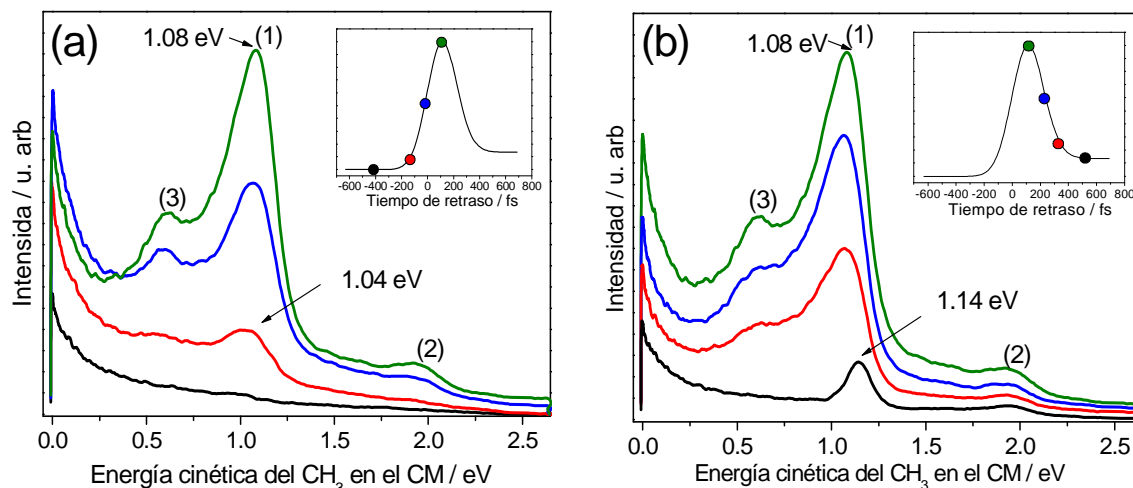 (a)
1.08 eV
(1)
(3)
1.04 eV
(2)
Intensida / u. arb
0.0 0.5 1.0 1.5 2.0 2.5
Energía cinética del CH₃ en el CM / eV
-600 -400 -200 0 200 400 600 800
Tiempo de retraso / fs
(b)
1.08 eV
(1)
(3)
1.14 eV
(2)
Intensidad / u. arb
0.0 0.5 1.0 1.5 2.0 2.5
Energía cinética del CH₃ en el CM / eV
-600 -400 -200 0 200 400 600 800
Tiempo de retraso / fs